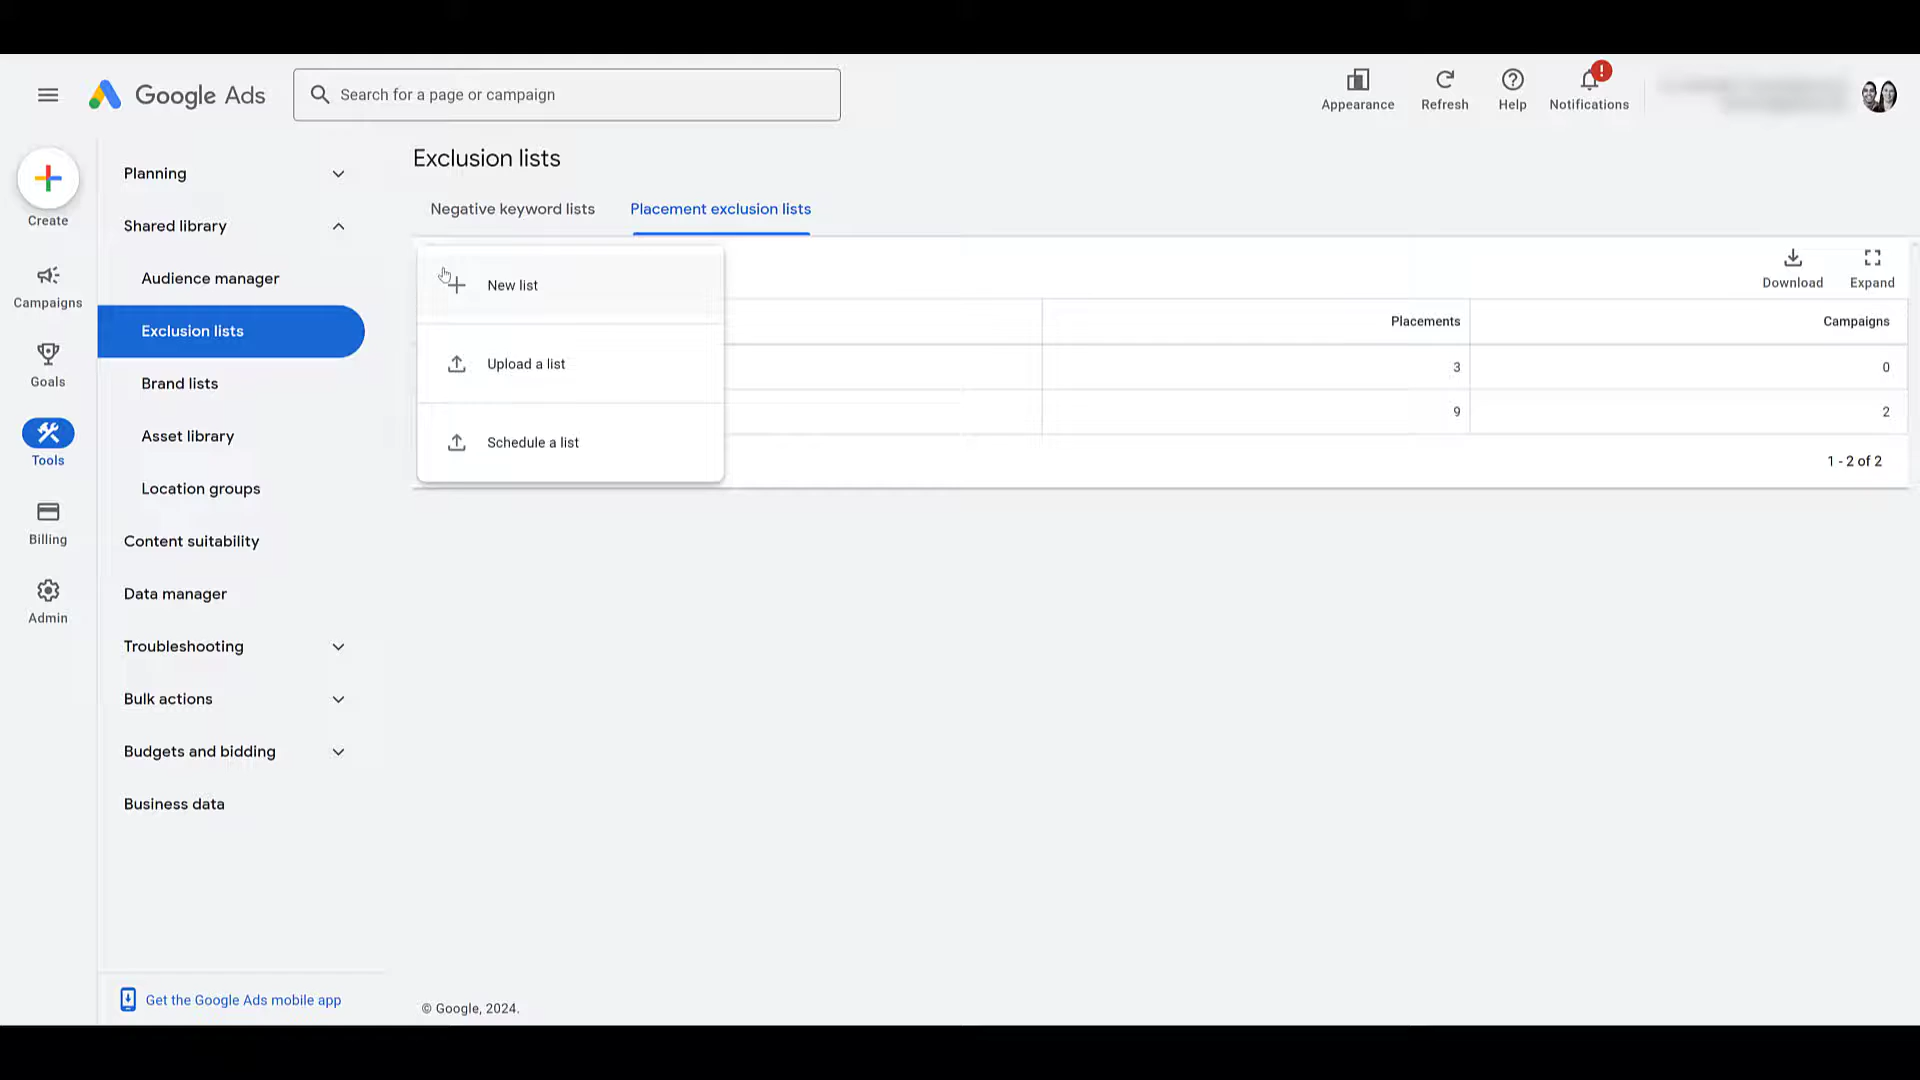 Google Ads
Search for a page or campaign
Appearance
Refresh
Help
!
Notifications
Create
Campaigns
Goals
Tools
Billing
Admin
Planning
Shared library
Audience manager
Exclusion lists
Brand lists
Asset library
Location groups
Content suitability
Data manager
Troubleshooting
Bulk actions
Budgets and bidding
Business data
Get the Google Ads mobile app
Exclusion lists
Negative keyword lists Placement exclusion lists
New list
Upload a list
Schedule a list
Download Expand
Placements Campaigns
3 0
9 2
1 - 2 of 2
© Google, 2024.